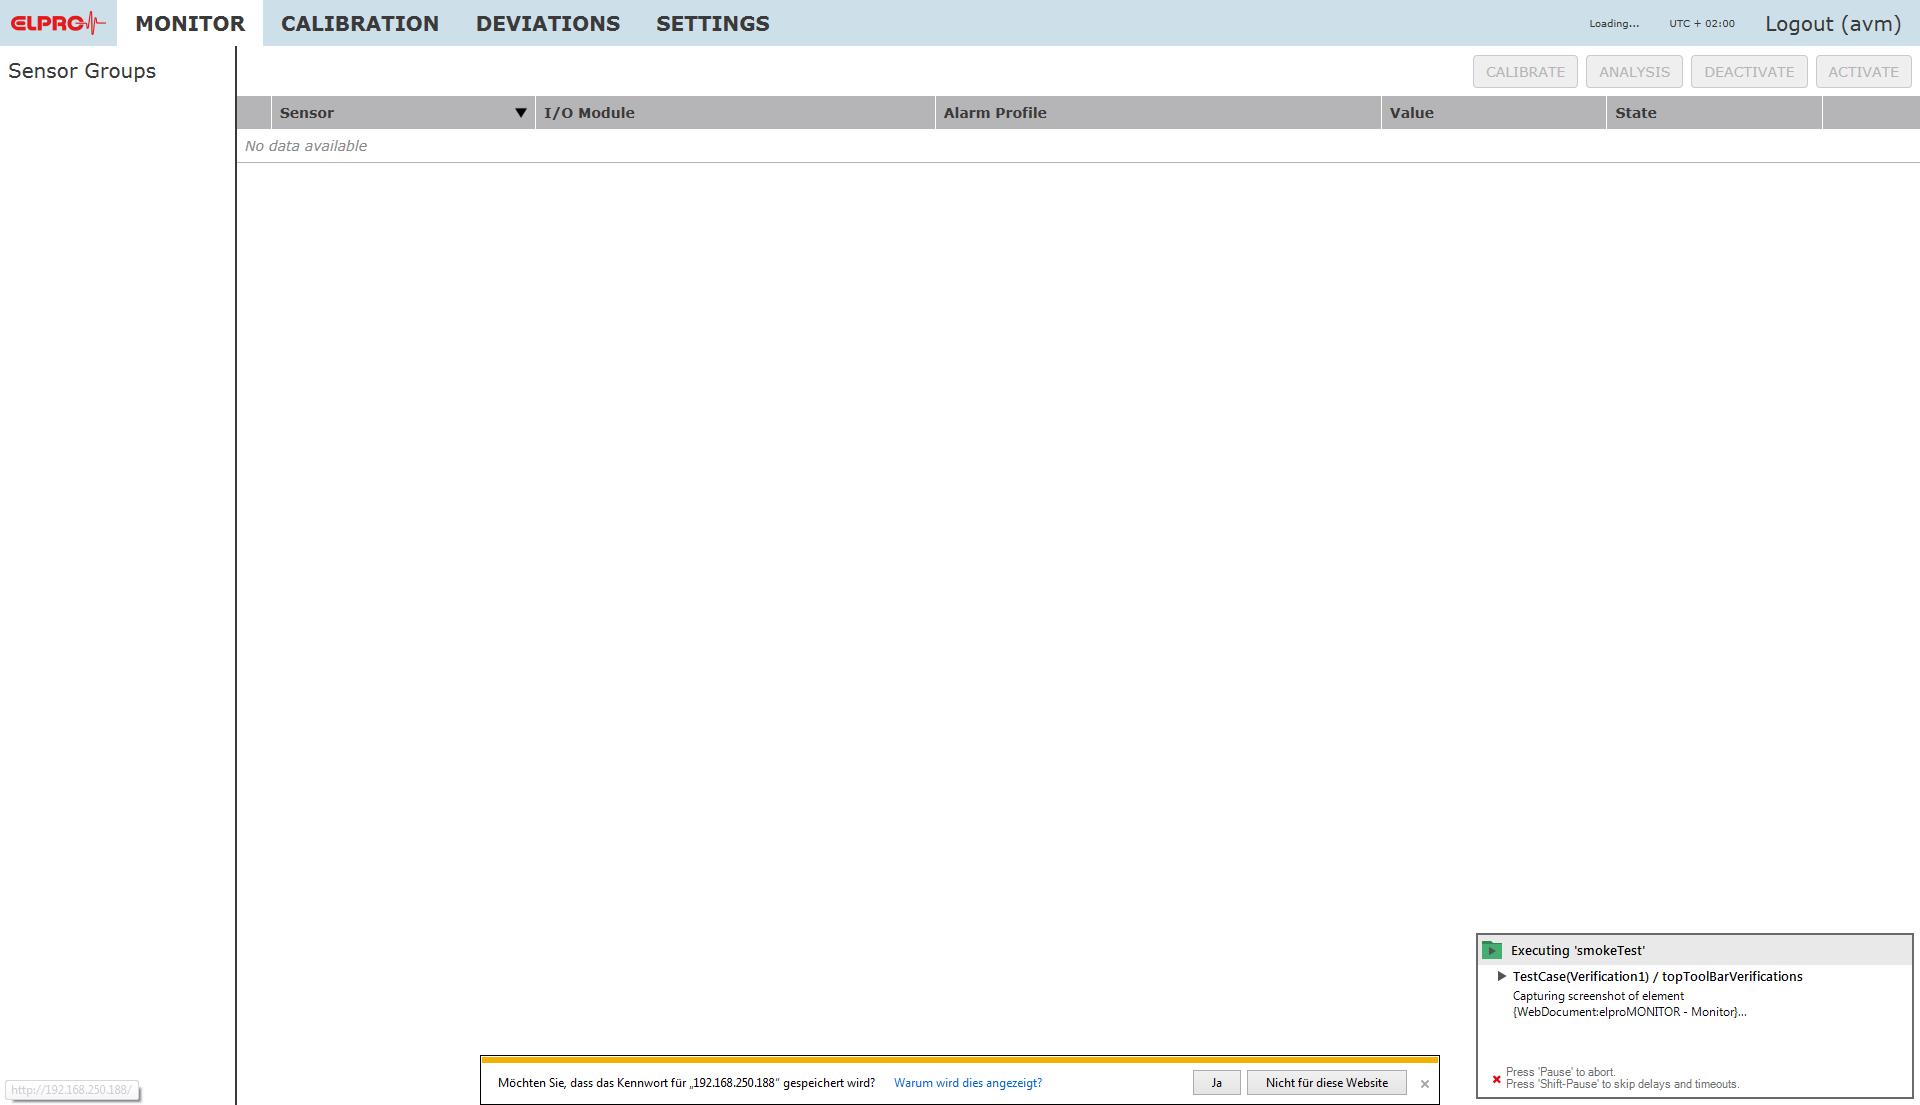 ELPRO MONITOR CALIBRATION DEVIATIONS SETTINGS Loading... UTC + 02:00 Logout (avm)
Sensor Groups
CALIBRATE ANALYSIS DEACTIVATE ACTIVATE
Sensor ▼ I/O Module Alarm Profile Value State
No data available
Executing 'smokeTest'
TestCase(Verification1) / topToolBarVerifications
Capturing screenshot of element
{WebDocument:elproMONITOR - Monitor}...
Press 'Pause' to abort.
Press 'Shift-Pause' to skip delays and timeouts.
Möchten Sie, dass das Kennwort für „192.168.250.188“ gespeichert wird? Warum wird dies angezeigt? Ja Nicht für diese Website ×
http://192.168.250.188/